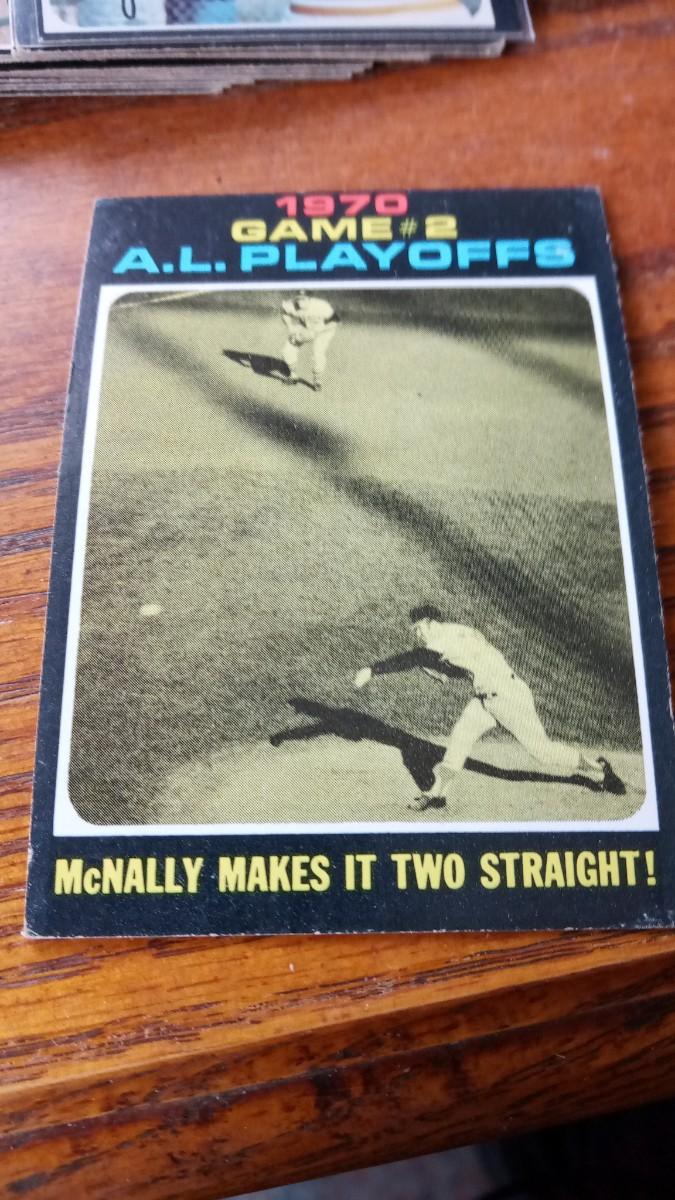 1970
GAME #2
A.L. PLAYOFFS
McNALLY MAKES IT TWO STRAIGHT!